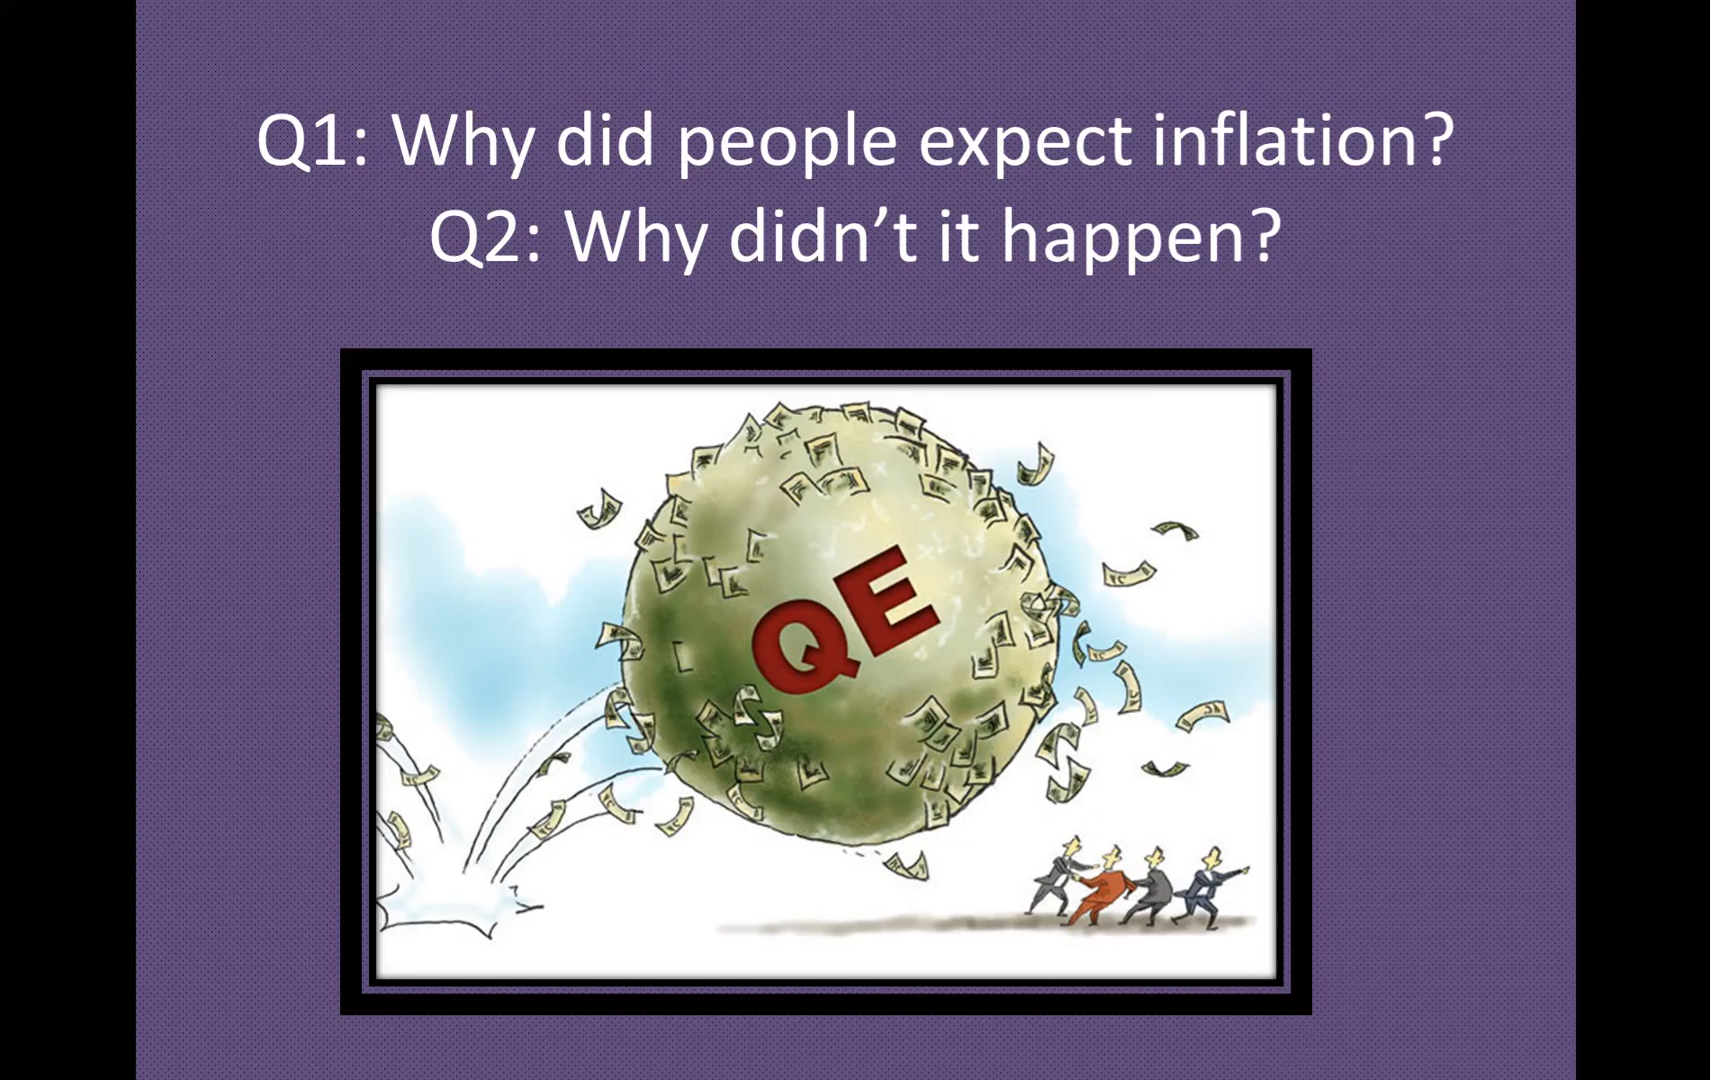 Q1: Why did people expect inflation?
Q2: Why didn’t it happen?
QE